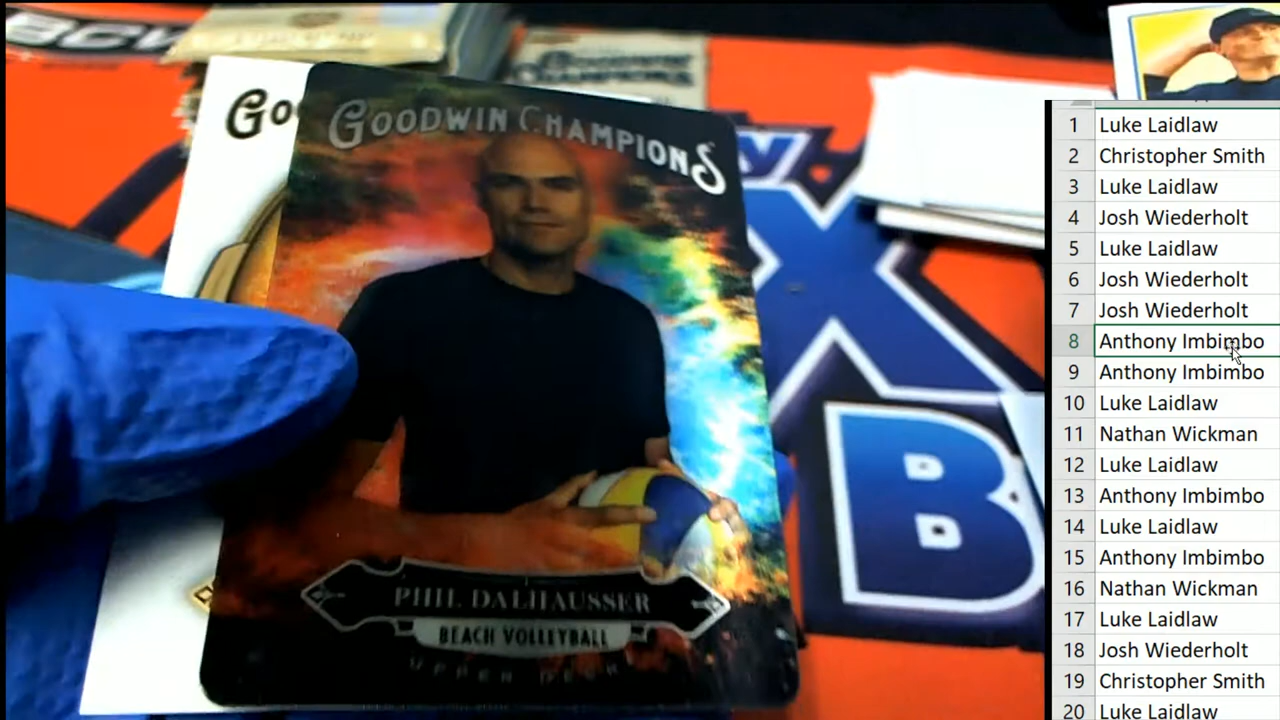 BCW
GOODWIN CHAMPIONS
GO
GOODWIN CHAMPIONS
PHIL DALHAUSSER
BEACH VOLLEYBALL
UPPER DECK
X
B
1 Luke Laidlaw
2 Christopher Smith
3 Luke Laidlaw
4 Josh Wiederholt
5 Luke Laidlaw
6 Josh Wiederholt
7 Josh Wiederholt
8 Anthony Imbimbo
9 Anthony Imbimbo
10 Luke Laidlaw
11 Nathan Wickman
12 Luke Laidlaw
13 Anthony Imbimbo
14 Luke Laidlaw
15 Anthony Imbimbo
16 Nathan Wickman
17 Luke Laidlaw
18 Josh Wiederholt
19 Christopher Smith
20 Luke Laidlaw